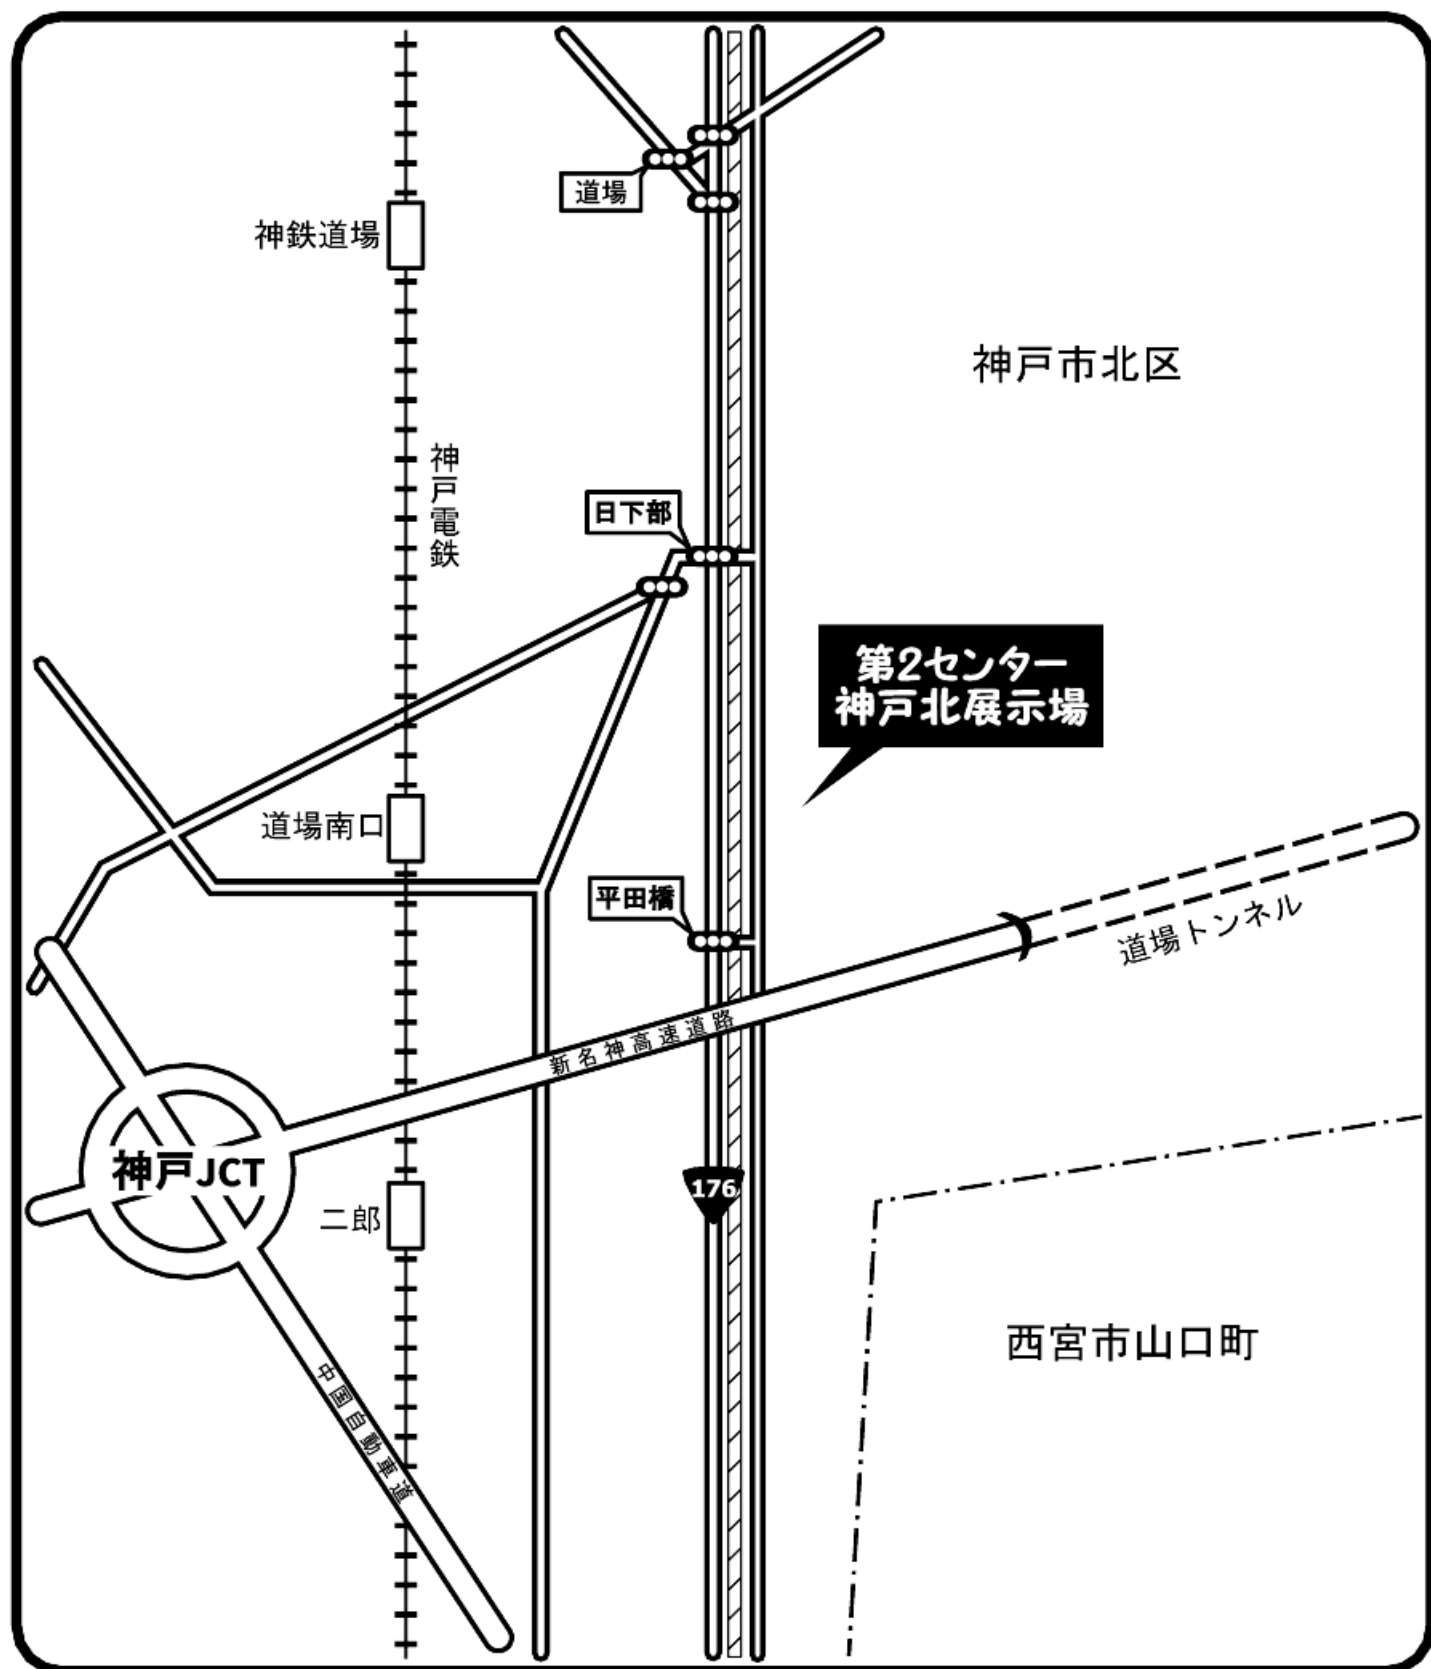 道場
神鉄道場
神戸市北区
神戸電鉄
日下部
第2センター
神戸北展示場
道場南口
平田橋
道場トンネル
新名神高速道路
神戸JCT
176
二郎
西宮市山口町
中国自動車道